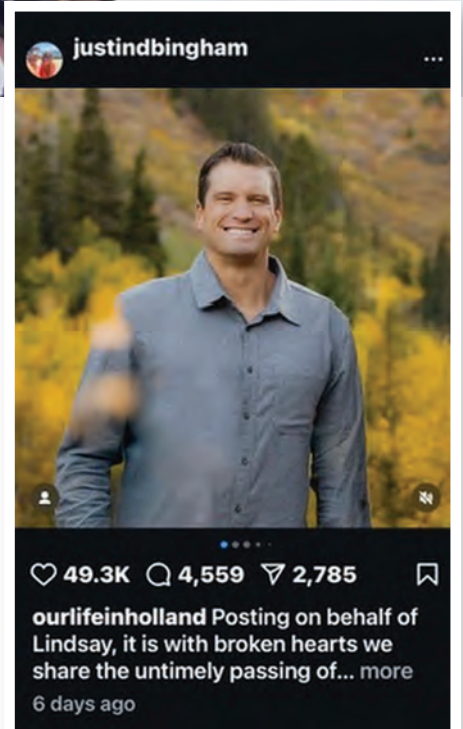 justindbingham
49.3K 4,559 2,785
ourlifeinholland Posting on behalf of
Lindsay, it is with broken hearts we
share the untimely passing of... more
6 days ago